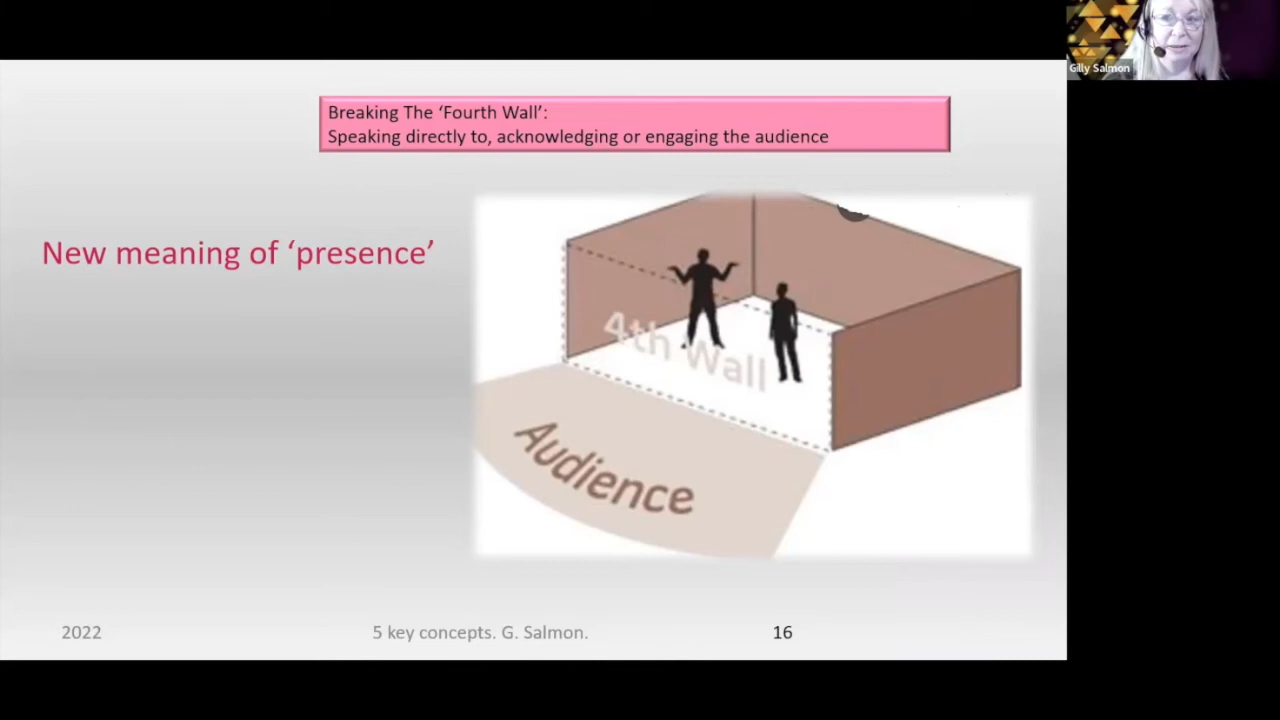 Gilly Salmon
Breaking The ‘Fourth Wall’:
Speaking directly to, acknowledging or engaging the audience
New meaning of ‘presence’
4th Wall
Audience
2022
5 key concepts. G. Salmon.
16